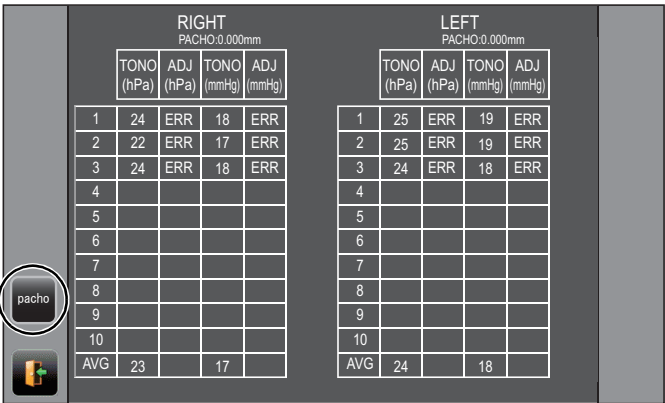 RIGHT
PACHO:0.000mm
TONO (hPa) ADJ (hPa) TONO (mmHg) ADJ (mmHg)
1 24 ERR 18 ERR
2 22 ERR 17 ERR
3 24 ERR 18 ERR
4
5
6
7
8
9
10
AVG 23 17
LEFT
PACHO:0.000mm
TONO (hPa) ADJ (hPa) TONO (mmHg) ADJ (mmHg)
1 25 ERR 19 ERR
2 25 ERR 19 ERR
3 24 ERR 18 ERR
4
5
6
7
8
9
10
AVG 24 18
pacho